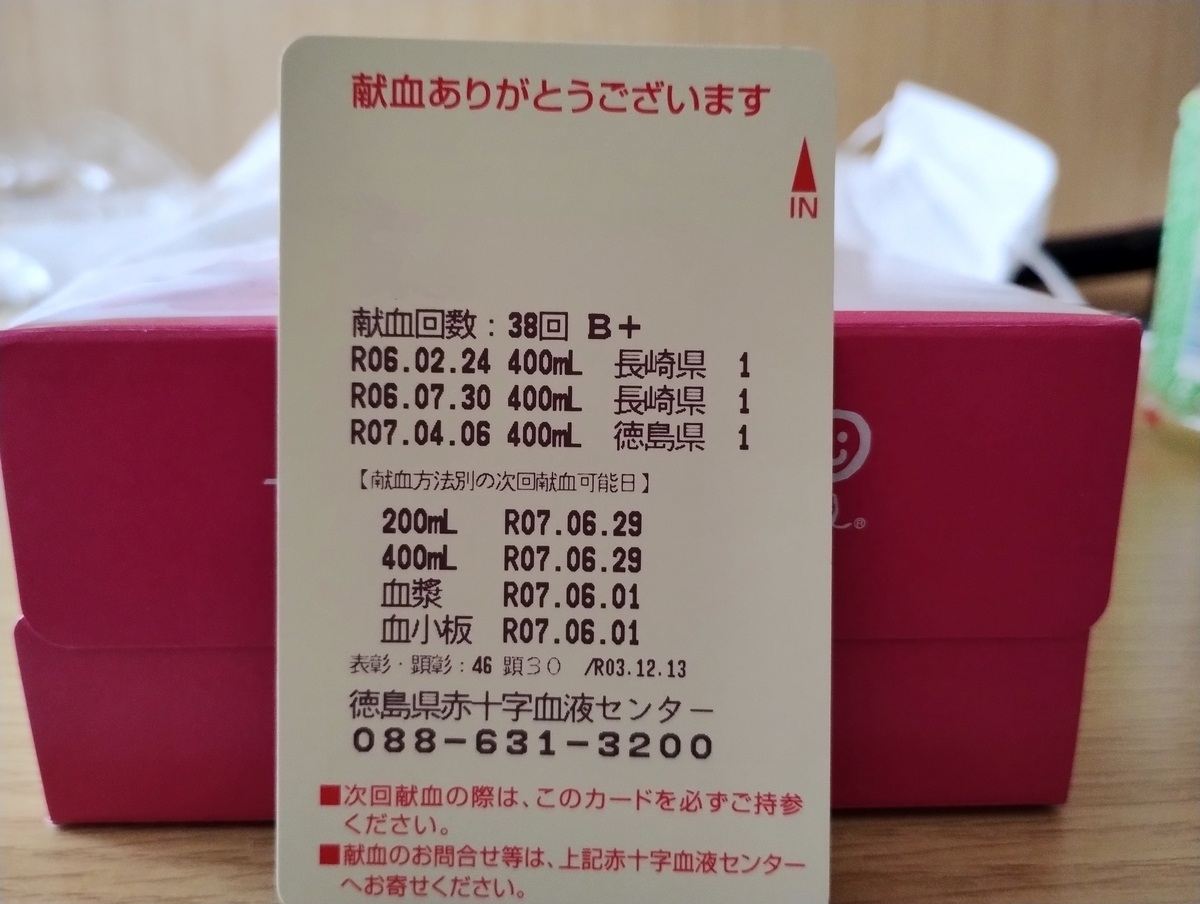 献血ありがとうございます
IN
献血回数：38回 B＋
R06.02.24 400mL 長崎県 1
R06.07.30 400mL 長崎県 1
R07.04.06 400mL 徳島県 1
【献血方法別の次回献血可能日】
200mL R07.06.29
400mL R07.06.29
血漿 R07.06.01
血小板 R07.06.01
表彰・顕彰：46 顕30 /R03.12.13
徳島県赤十字血液センター
088-631-3200
■次回献血の際は、このカードを必ずご持参
ください。
■献血のお問合せ等は、上記赤十字血液センター
へお寄せください。